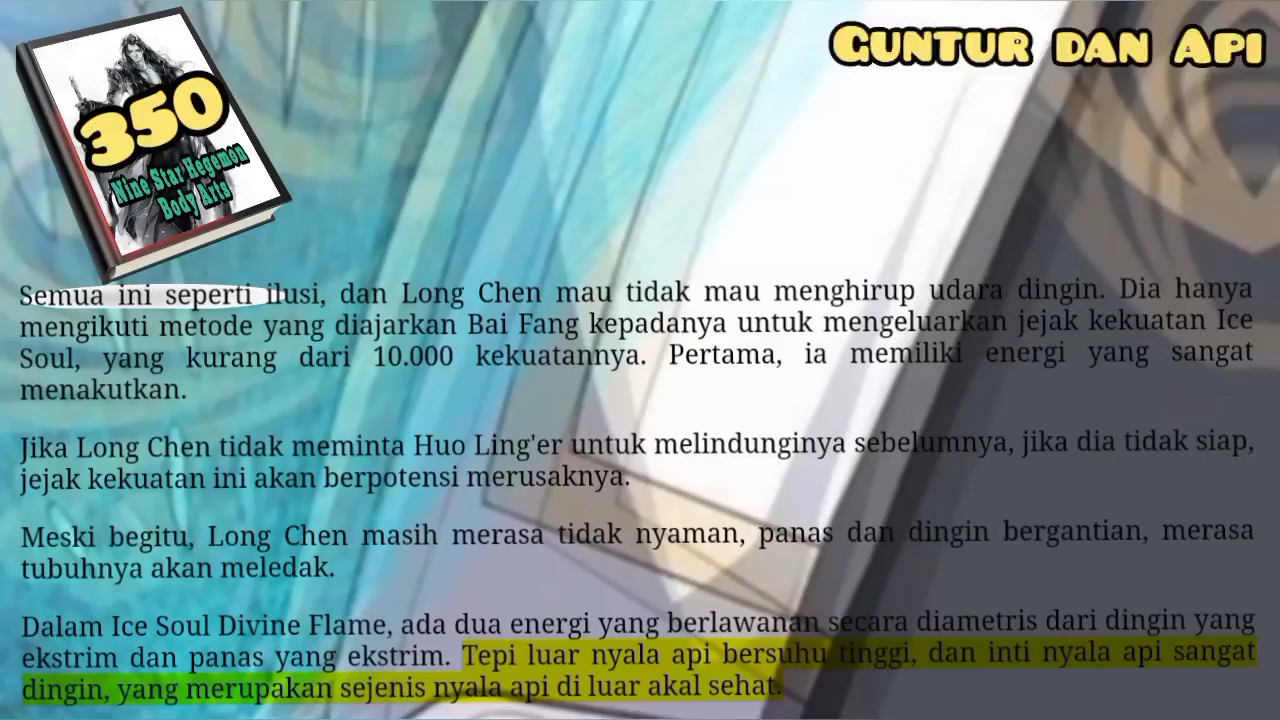 350
Nine Star Hegemon
Body Arts
Guntur dan Api
Semua ini seperti ilusi, dan Long Chen mau tidak mau menghirup udara dingin. Dia hanya
mengikuti metode yang diajarkan Bai Fang kepadanya untuk mengeluarkan jejak kekuatan Ice
Soul, yang kurang dari 10.000 kekuatannya. Pertama, ia memiliki energi yang sangat
menakutkan.
Jika Long Chen tidak meminta Huo Ling'er untuk melindunginya sebelumnya, jika dia tidak siap,
jejak kekuatan ini akan berpotensi merusaknya.
Meski begitu, Long Chen masih merasa tidak nyaman, panas dan dingin bergantian, merasa
tubuhnya akan meledak.
Dalam Ice Soul Divine Flame, ada dua energi yang berlawanan secara diametris dari dingin yang
ekstrim dan panas yang ekstrim. Tepi luar nyala api bersuhu tinggi, dan inti nyala api sangat
dingin, yang merupakan sejenis nyala api di luar akal sehat.